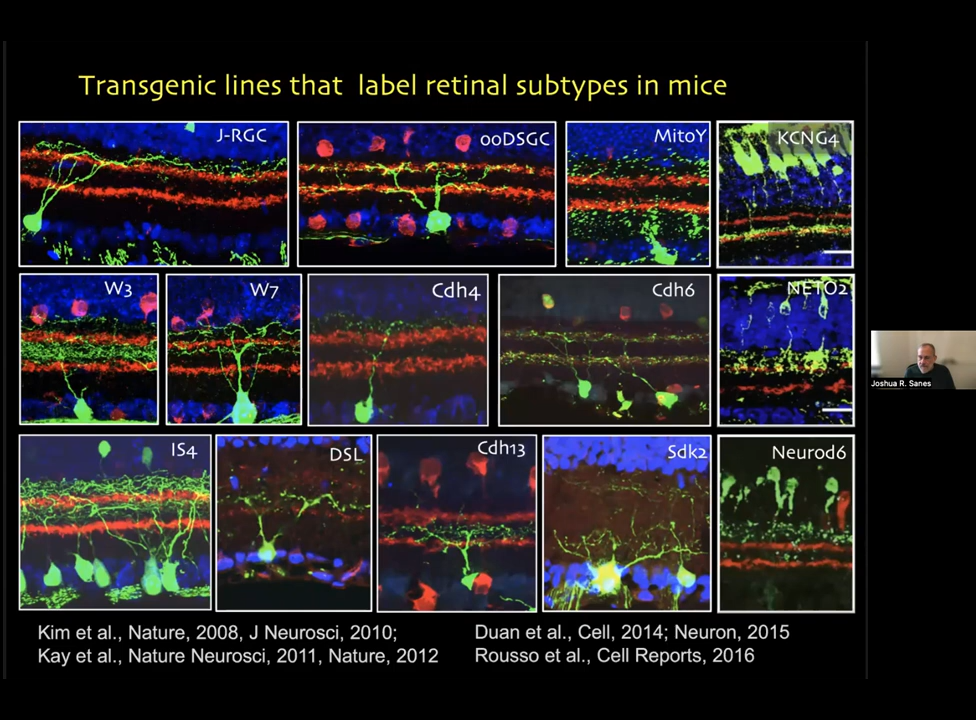 Transgenic lines that label retinal subtypes in mice
J-RGC
ooDSGC
MitoY
KCNG4
W3
W7
Cdh4
Cdh6
NETO2
Joshua R. Sanes
IS4
DSL
Cdh13
Sdk2
Neurod6
Kim et al., Nature, 2008, J Neurosci, 2010;
Kay et al., Nature Neurosci, 2011, Nature, 2012
Duan et al., Cell, 2014; Neuron, 2015
Rousso et al., Cell Reports, 2016